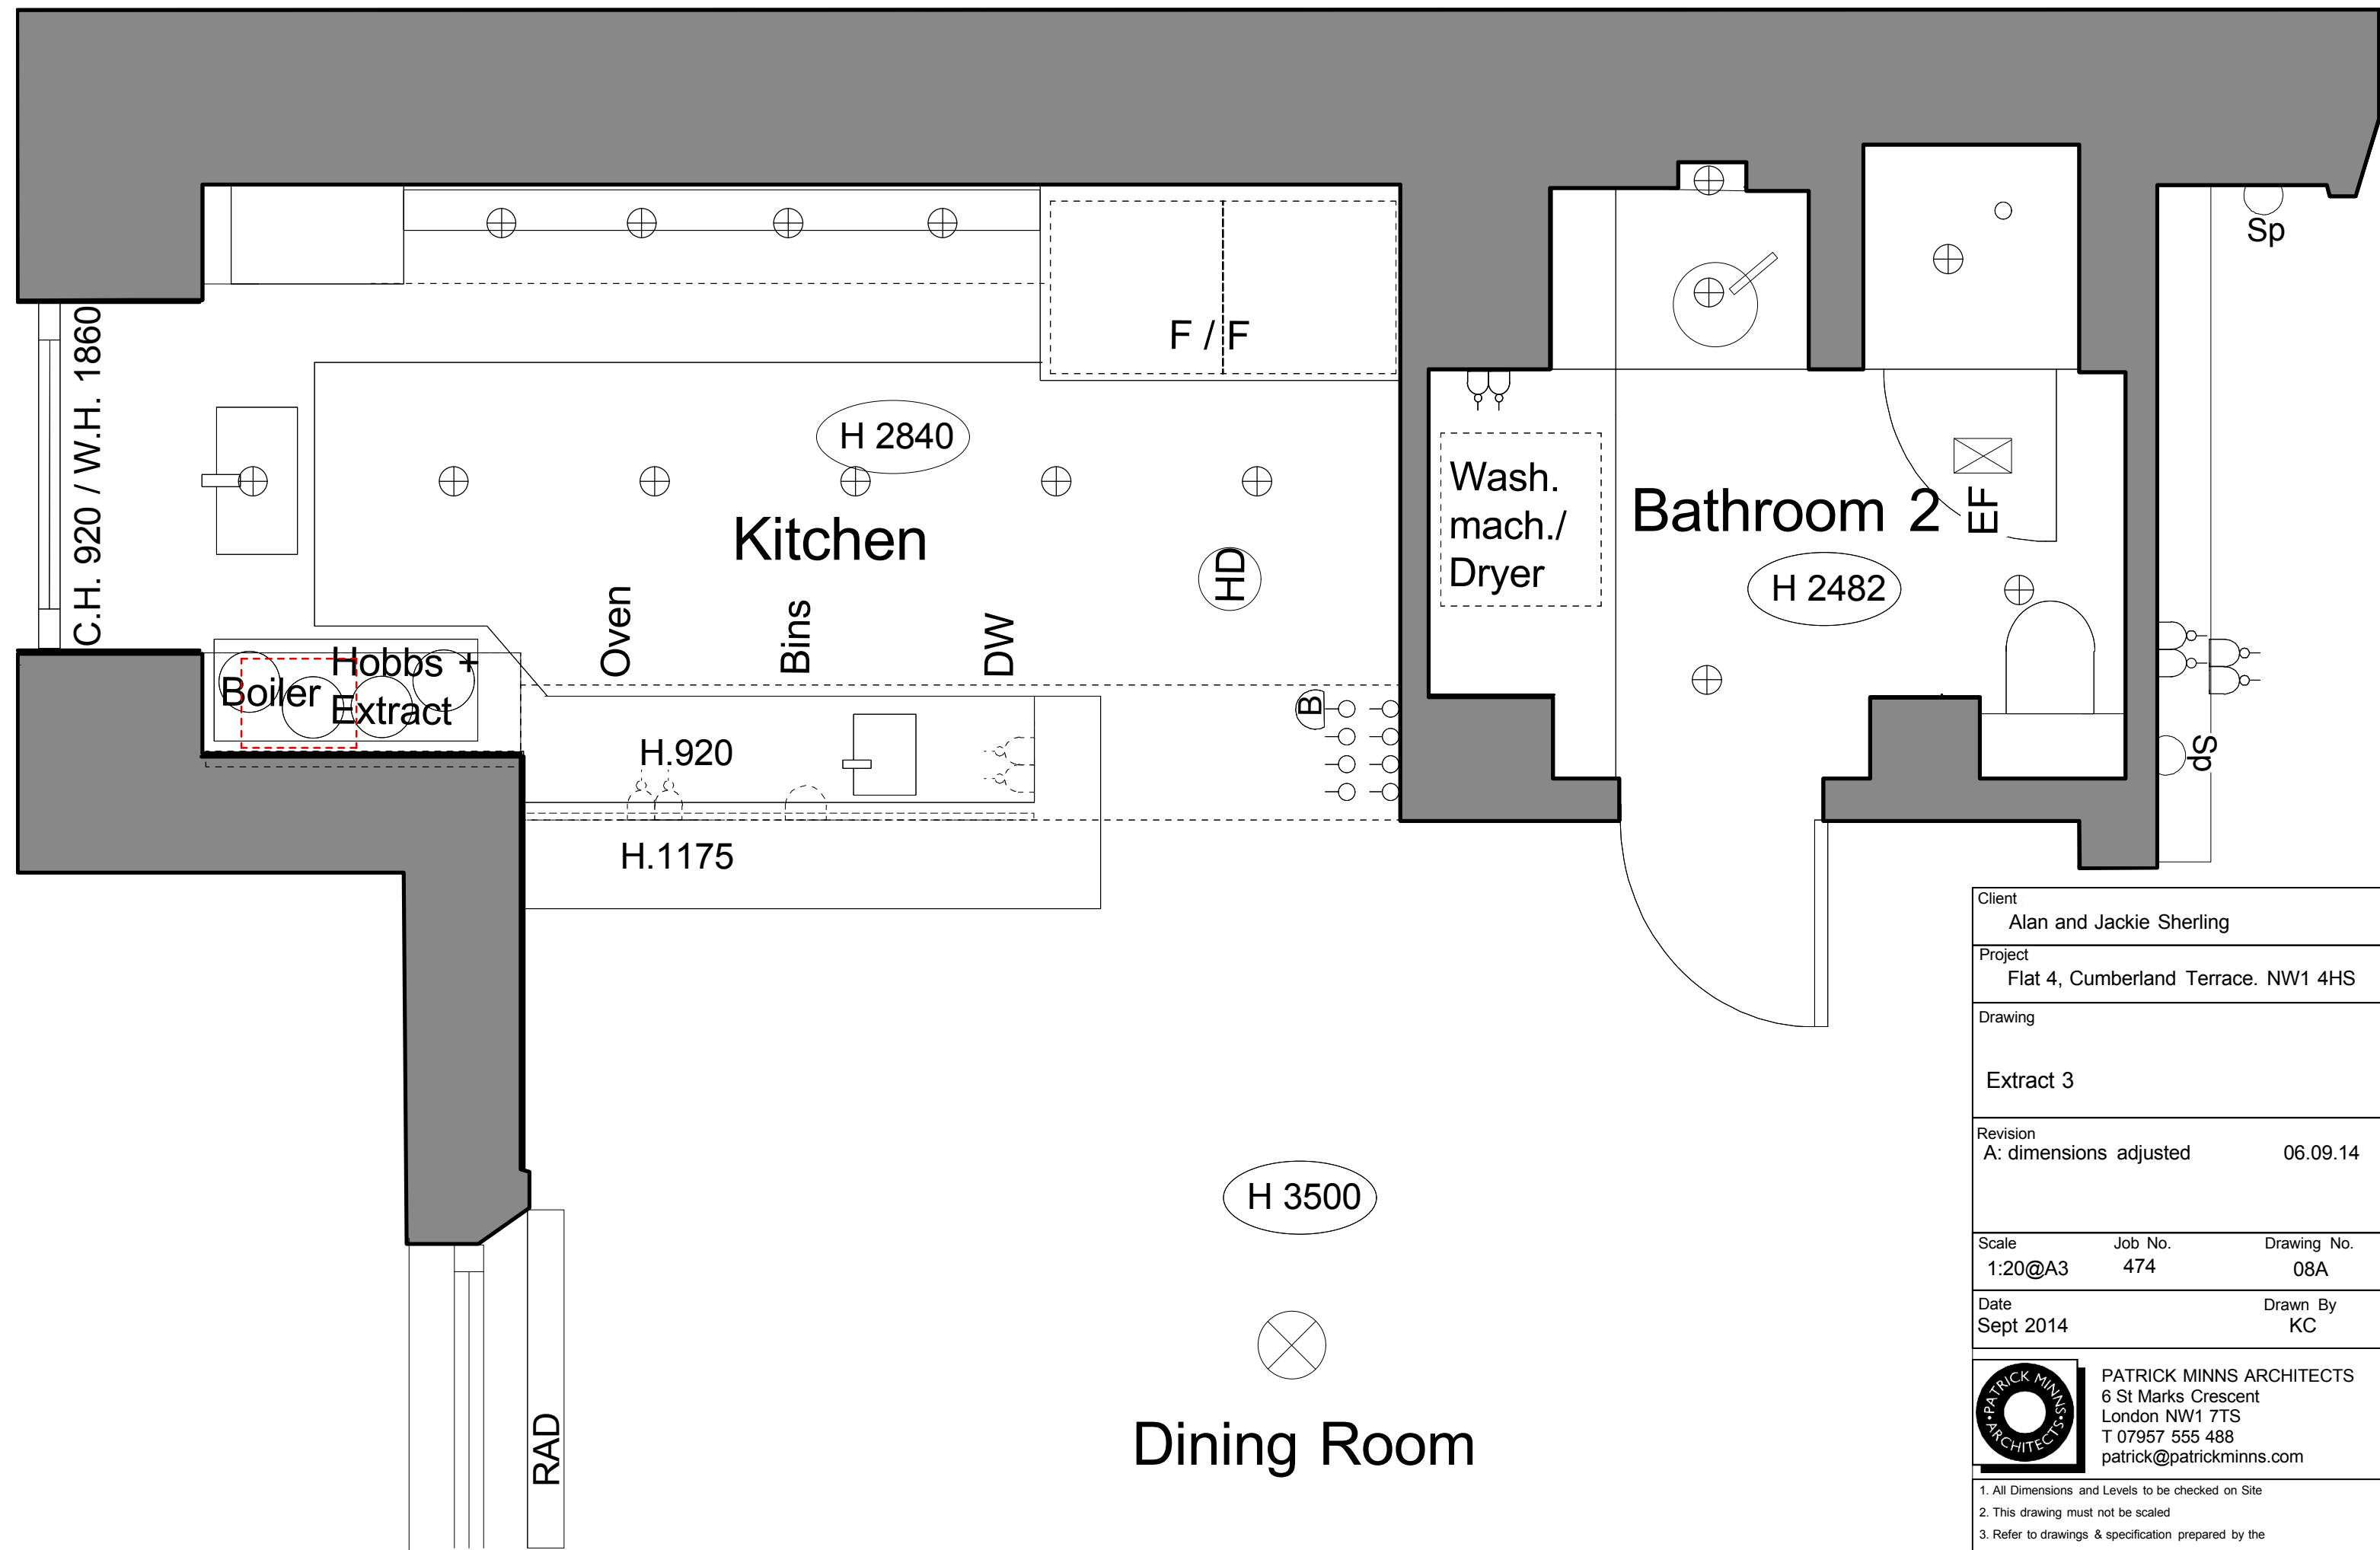 Sp
C.H. 920 / W.H. 1860
F / F
H 2840
Kitchen
HD
Wash.
mach./
Dryer
Bathroom 2
EF
H 2482
Oven
Bins
DW
Hobbs +
Extract
Boiler
B
H.920
H.1175
Sp
H 3500
Dining Room
RAD
Client
Alan and Jackie Sherling
Project
Flat 4, Cumberland Terrace. NW1 4HS
Drawing
Extract 3
Revision
A: dimensions adjusted 06.09.14
Scale Job No. Drawing No.
1:20@A3 474 08A
Date Drawn By
Sept 2014 KC
PATRICK MINNS •
ARCHITECTS •
PATRICK MINNS ARCHITECTS
6 St Marks Crescent
London NW1 7TS
T 07957 555 488
patrick@patrickminns.com
1. All Dimensions and Levels to be checked on Site
2. This drawing must not be scaled
3. Refer to drawings & specification prepared by the